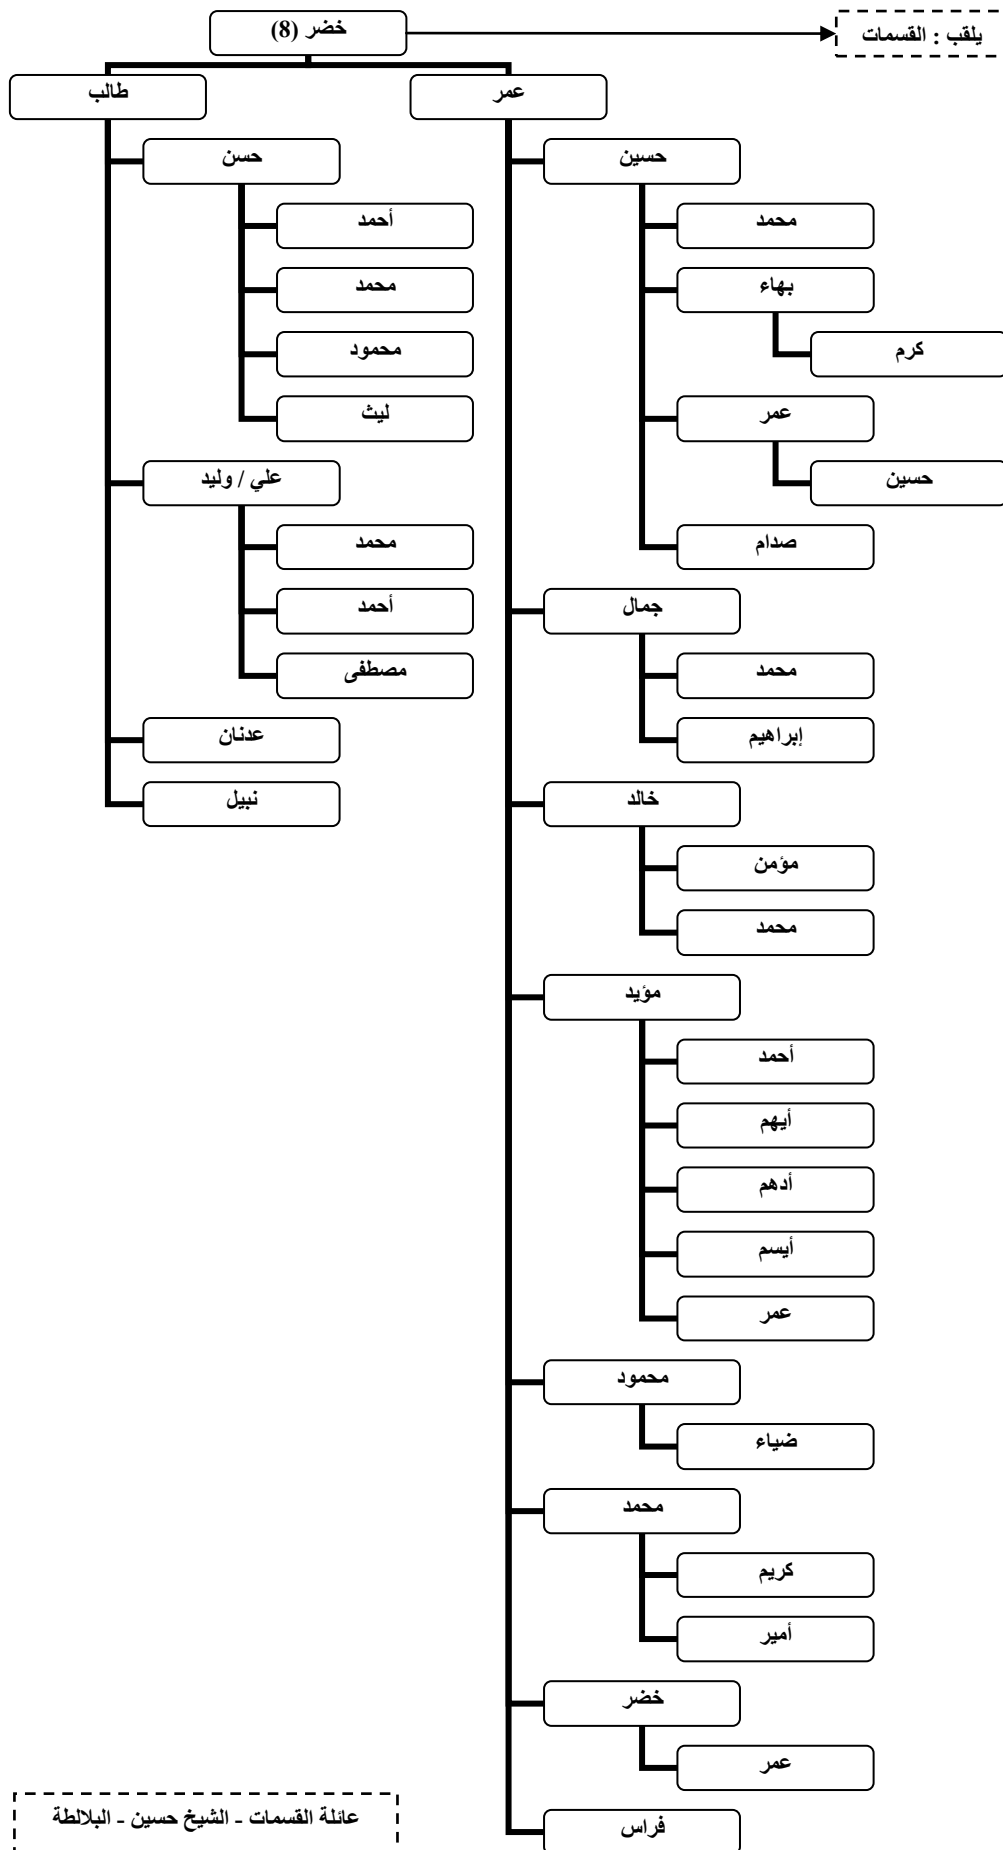 خضر (8)
يلقب : القسمات
عمر
حسين
محمد
بهاء
كرم
عمر
حسين
صدام
جمال
محمد
إبراهيم
خالد
مؤمن
محمد
مؤيد
أحمد
أيهم
أدهم
أيسم
عمر
محمود
ضياء
محمد
كريم
أمير
خضر
عمر
فراس
طالب
حسن
أحمد
محمد
محمود
ليث
علي / وليد
محمد
أحمد
مصطفى
عدنان
نبيل
عائلة القسمات - الشيخ حسين - البلالطة